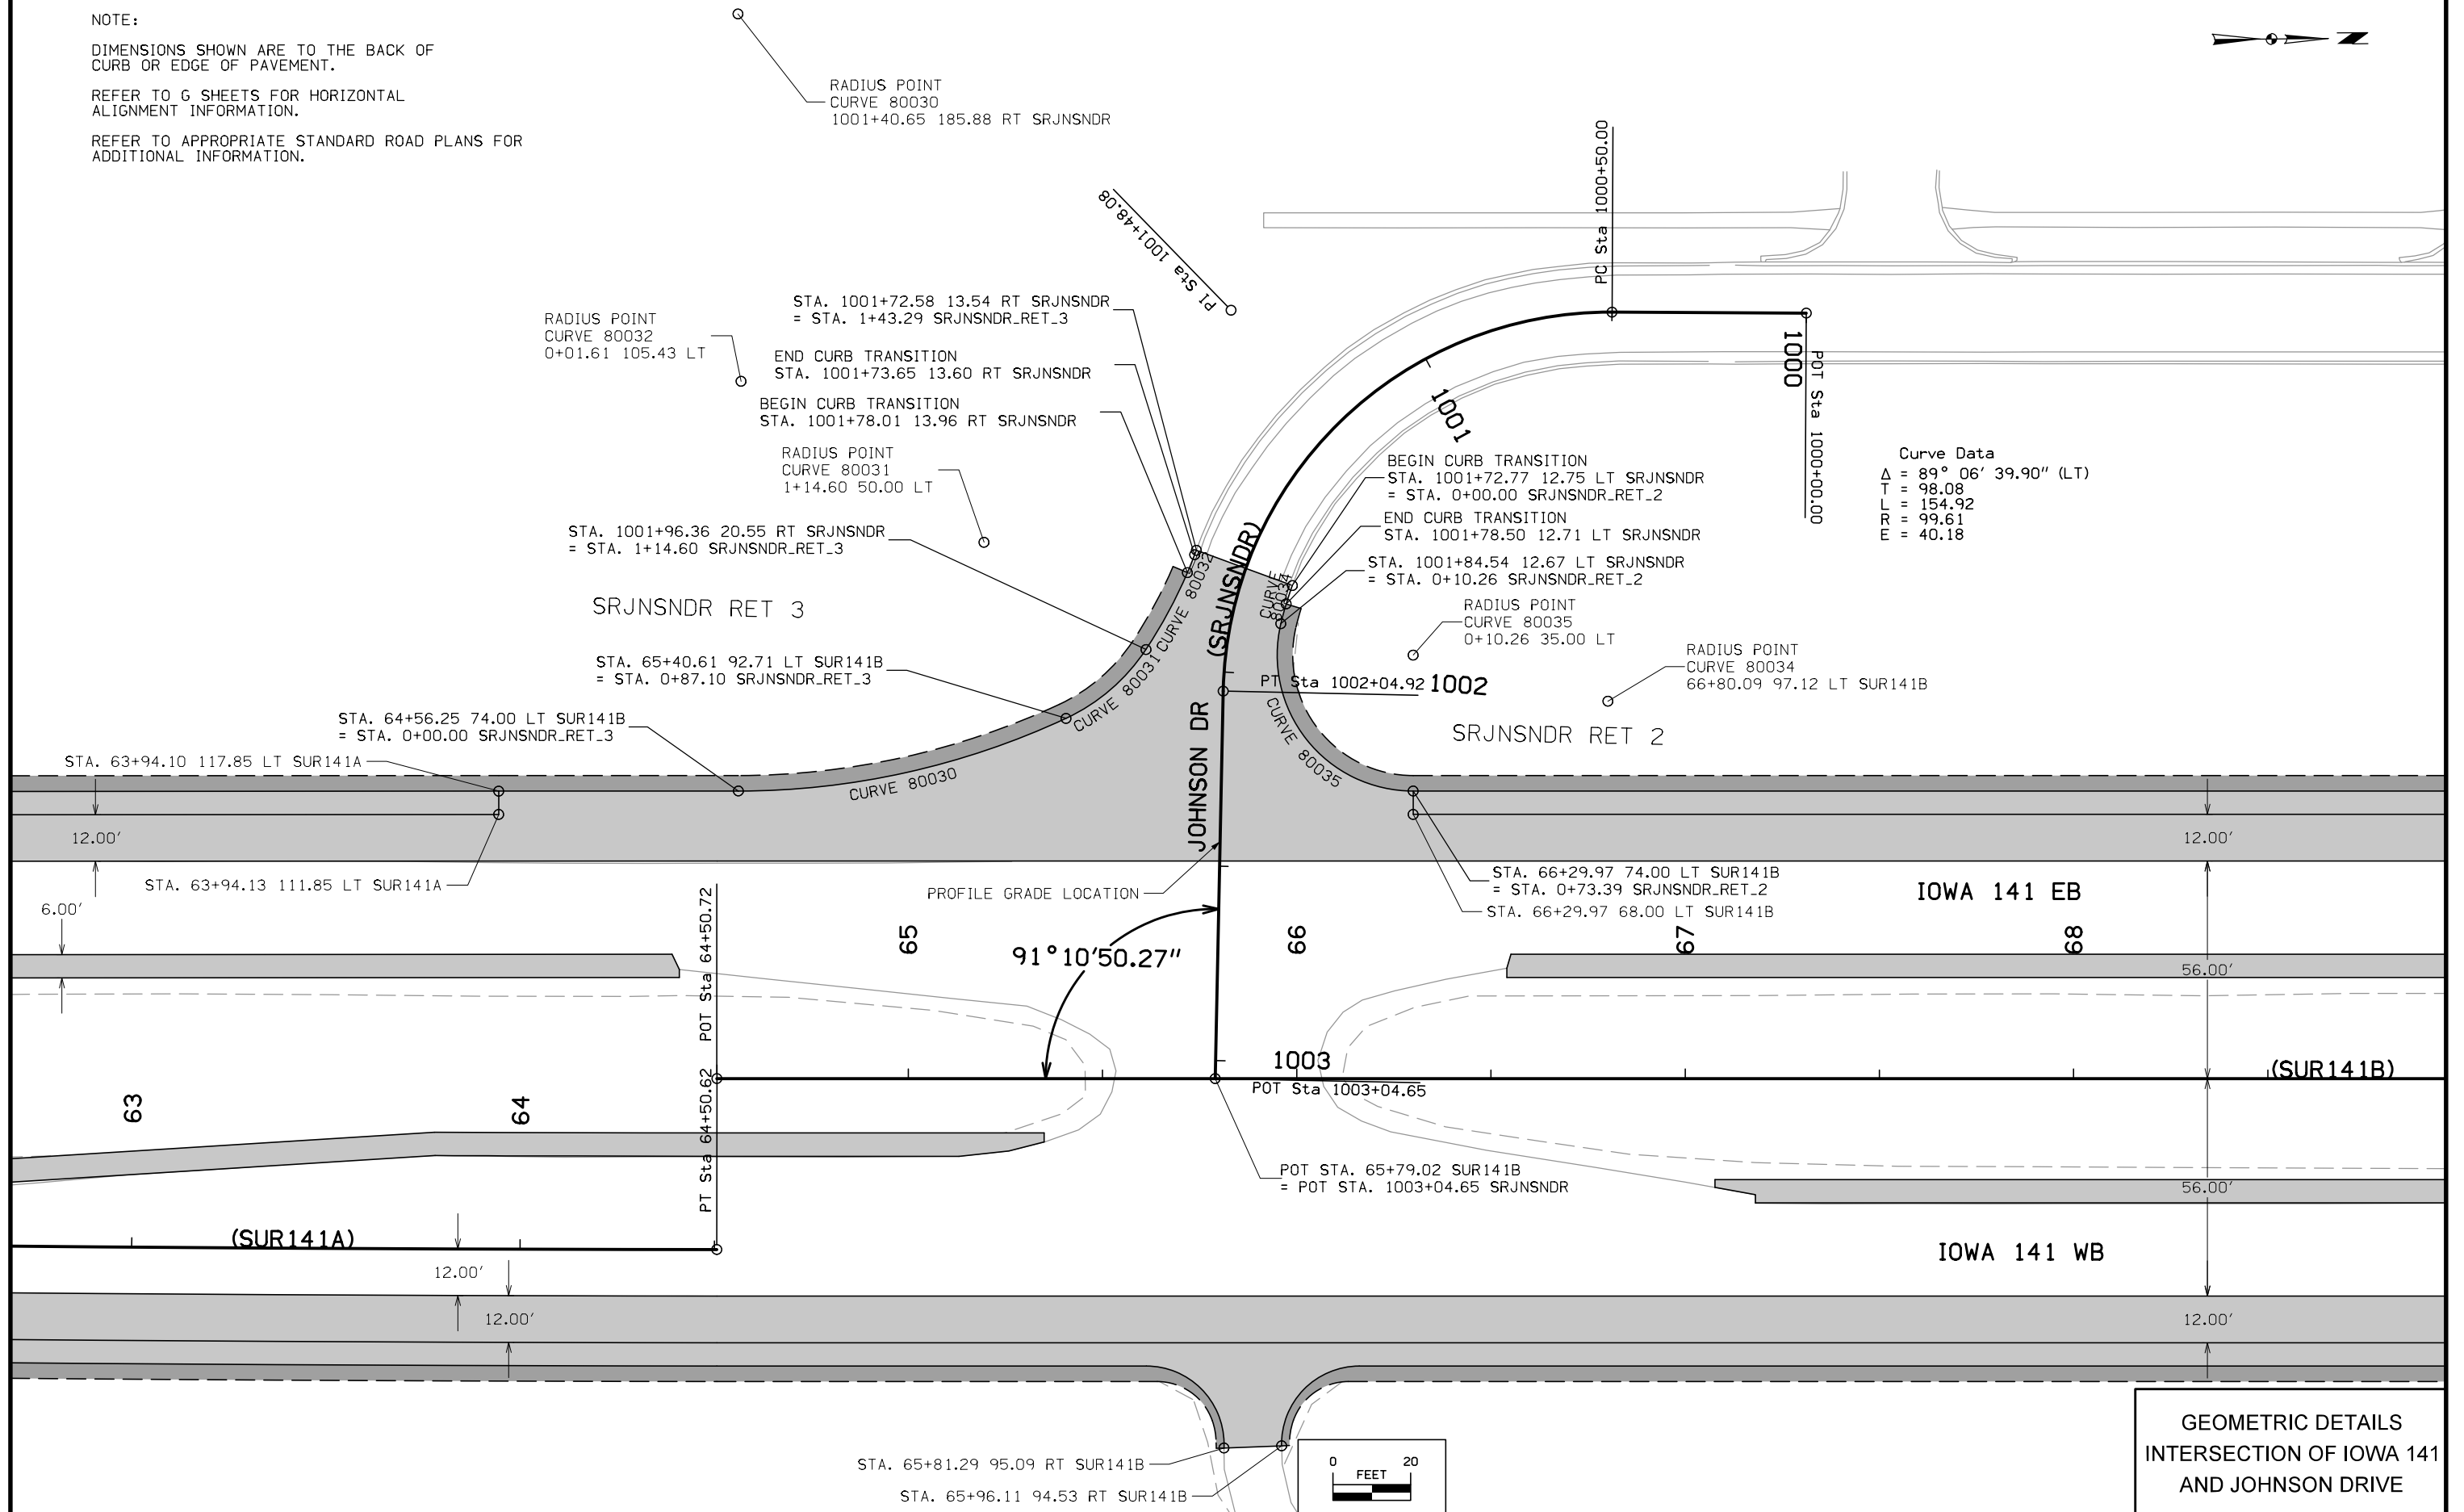 NOTE:
DIMENSIONS SHOWN ARE TO THE BACK OF
CURB OR EDGE OF PAVEMENT.
REFER TO G SHEETS FOR HORIZONTAL
ALIGNMENT INFORMATION.
REFER TO APPROPRIATE STANDARD ROAD PLANS FOR
ADDITIONAL INFORMATION.
RADIUS POINT
CURVE 80030
1001+40.65 185.88 RT SRJNSNDR
PI Sta 1001+48.08
PC Sta 1000+50.00
1000
POT Sta 1000+00.00
1001
Curve Data
Δ = 89° 06' 39.90" (LT)
T = 98.08
L = 154.92
R = 99.61
E = 40.18
STA. 1001+72.58 13.54 RT SRJNSNDR
= STA. 1+43.29 SRJNSNDR_RET_3
RADIUS POINT
CURVE 80032
0+01.61 105.43 LT
END CURB TRANSITION
STA. 1001+73.65 13.60 RT SRJNSNDR
BEGIN CURB TRANSITION
STA. 1001+78.01 13.96 RT SRJNSNDR
RADIUS POINT
CURVE 80031
1+14.60 50.00 LT
STA. 1001+96.36 20.55 RT SRJNSNDR
= STA. 1+14.60 SRJNSNDR_RET_3
BEGIN CURB TRANSITION
STA. 1001+72.77 12.75 LT SRJNSNDR
= STA. 0+00.00 SRJNSNDR_RET_2
END CURB TRANSITION
STA. 1001+78.50 12.71 LT SRJNSNDR
STA. 1001+84.54 12.67 LT SRJNSNDR
= STA. 0+10.26 SRJNSNDR_RET_2
RADIUS POINT
CURVE 80035
0+10.26 35.00 LT
RADIUS POINT
CURVE 80034
66+80.09 97.12 LT SUR141B
SRJNSNDR RET 3
CURVE 80032
(SRJNSNDR)
CURVE
80034
STA. 65+40.61 92.71 LT SUR141B
= STA. 0+87.10 SRJNSNDR_RET_3
CURVE 80031
PT Sta 1002+04.92
1002
SRJNSNDR RET 2
STA. 64+56.25 74.00 LT SUR141B
= STA. 0+00.00 SRJNSNDR_RET_3
STA. 63+94.10 117.85 LT SUR141A
CURVE 80030
JOHNSON DR
CURVE 80035
12.00'
12.00'
STA. 63+94.13 111.85 LT SUR141A
PROFILE GRADE LOCATION
STA. 66+29.97 74.00 LT SUR141B
= STA. 0+73.39 SRJNSNDR_RET_2
STA. 66+29.97 68.00 LT SUR141B
IOWA 141 EB
6.00'
POT Sta 64+50.72
65
91°10'50.27"
66
67
68
56.00'
1003
POT Sta 1003+04.65
(SUR141B)
63
64
PT Sta 64+50.62
POT STA. 65+79.02 SUR141B
= POT STA. 1003+04.65 SRJNSNDR
56.00'
(SUR141A)
IOWA 141 WB
12.00'
12.00'
12.00'
STA. 65+81.29 95.09 RT SUR141B
STA. 65+96.11 94.53 RT SUR141B
0 20
FEET
GEOMETRIC DETAILS
INTERSECTION OF IOWA 141
AND JOHNSON DRIVE